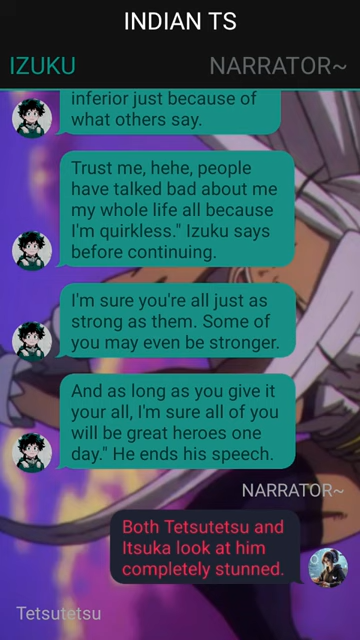 INDIAN TS
IZUKU NARRATOR~
inferior just because of
what others say.
Trust me, hehe, people
have talked bad about me
my whole life all because
I'm quirkless." Izuku says
before continuing.
I'm sure you're all just as
strong as them. Some of
you may even be stronger.
And as long as you give it
your all, I'm sure all of you
will be great heroes one
day." He ends his speech.
NARRATOR~
Both Tetsutetsu and
Itsuka look at him
completely stunned.
Tetsutetsu